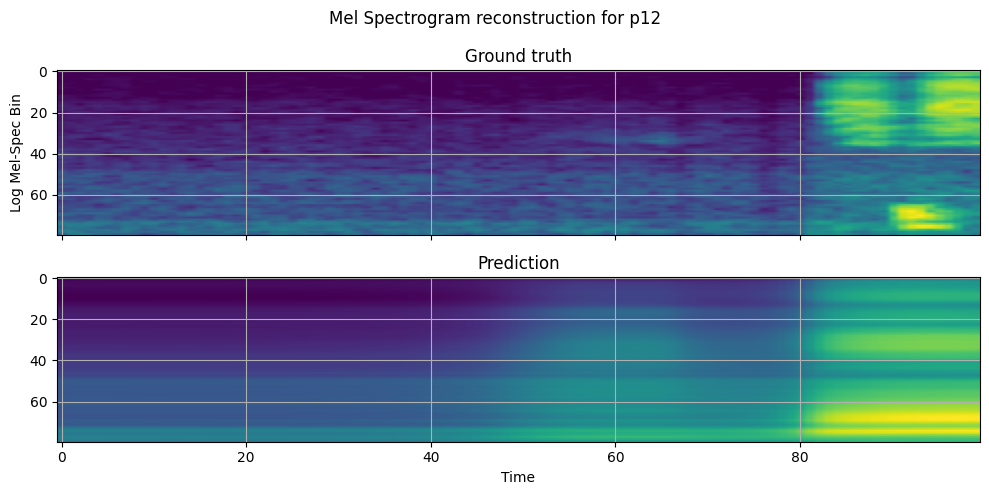 Mel Spectrogram reconstruction for p12
Ground truth
Log Mel-Spec Bin
0
20
40
60
Prediction
0
20
40
60
0 20 40 60 80
Time